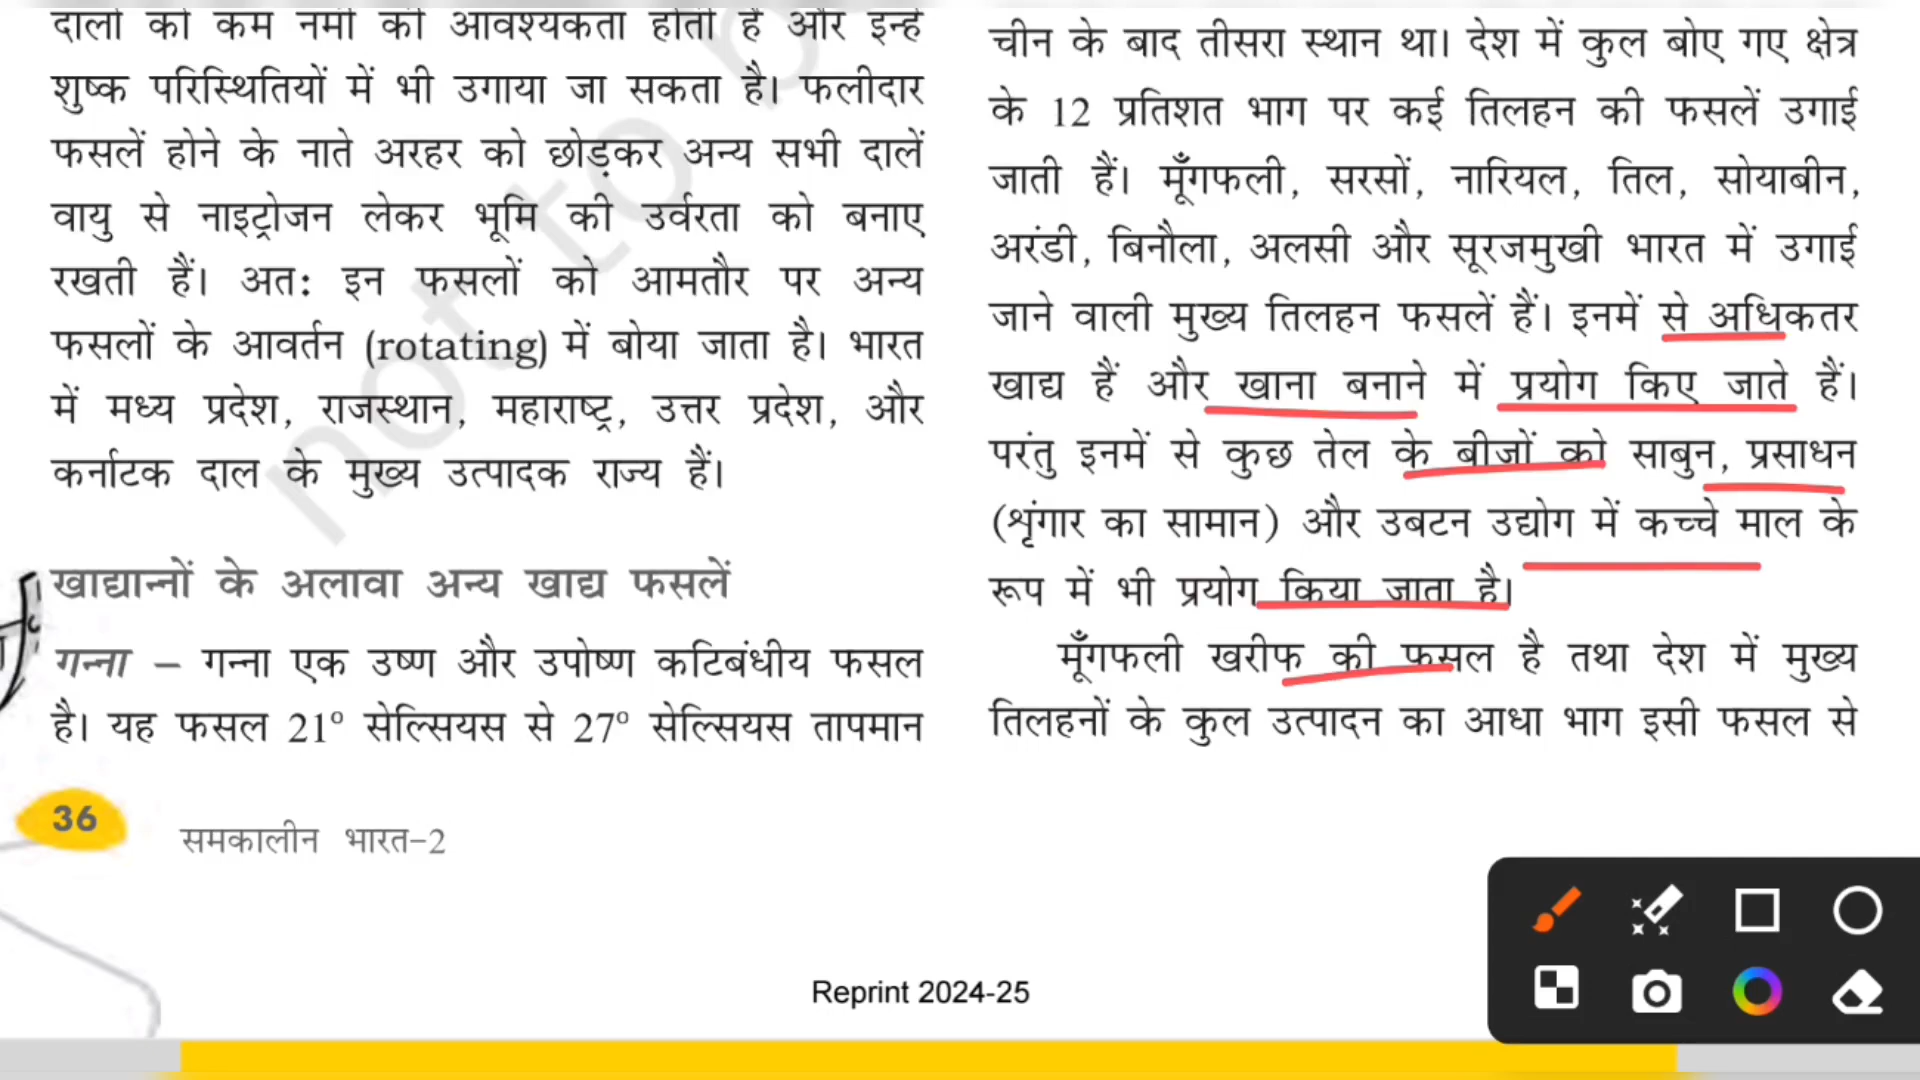 दालों को कम नमी की आवश्यकता होती है और इन्हें
शुष्क परिस्थितियों में भी उगाया जा सकता है। फलीदार
फसलें होने के नाते अरहर को छोड़कर अन्य सभी दालें
वायु से नाइट्रोजन लेकर भूमि की उर्वरता को बनाए
रखती हैं। अत: इन फसलों को आमतौर पर अन्य
फसलों के आवर्तन (rotating) में बोया जाता है। भारत
में मध्य प्रदेश, राजस्थान, महाराष्ट्र, उत्तर प्रदेश, और
कर्नाटक दाल के मुख्य उत्पादक राज्य हैं।
खाद्यान्नों के अलावा अन्य खाद्य फसलें
गन्ना – गन्ना एक उष्ण और उपोष्ण कटिबंधीय फसल
है। यह फसल 21° सेल्सियस से 27° सेल्सियस तापमान
चीन के बाद तीसरा स्थान था। देश में कुल बोए गए क्षेत्र
के 12 प्रतिशत भाग पर कई तिलहन की फसलें उगाई
जाती हैं। मूँगफली, सरसों, नारियल, तिल, सोयाबीन,
अरंडी, बिनौला, अलसी और सूरजमुखी भारत में उगाई
जाने वाली मुख्य तिलहन फसलें हैं। इनमें से अधिकतर
खाद्य हैं और खाना बनाने में प्रयोग किए जाते हैं।
परंतु इनमें से कुछ तेल के बीजों को साबुन, प्रसाधन
(शृंगार का सामान) और उबटन उद्योग में कच्चे माल के
रूप में भी प्रयोग किया जाता है।
मूँगफली खरीफ की फसल है तथा देश में मुख्य
तिलहनों के कुल उत्पादन का आधा भाग इसी फसल से
36
समकालीन भारत-2
Reprint 2024-25
not to b